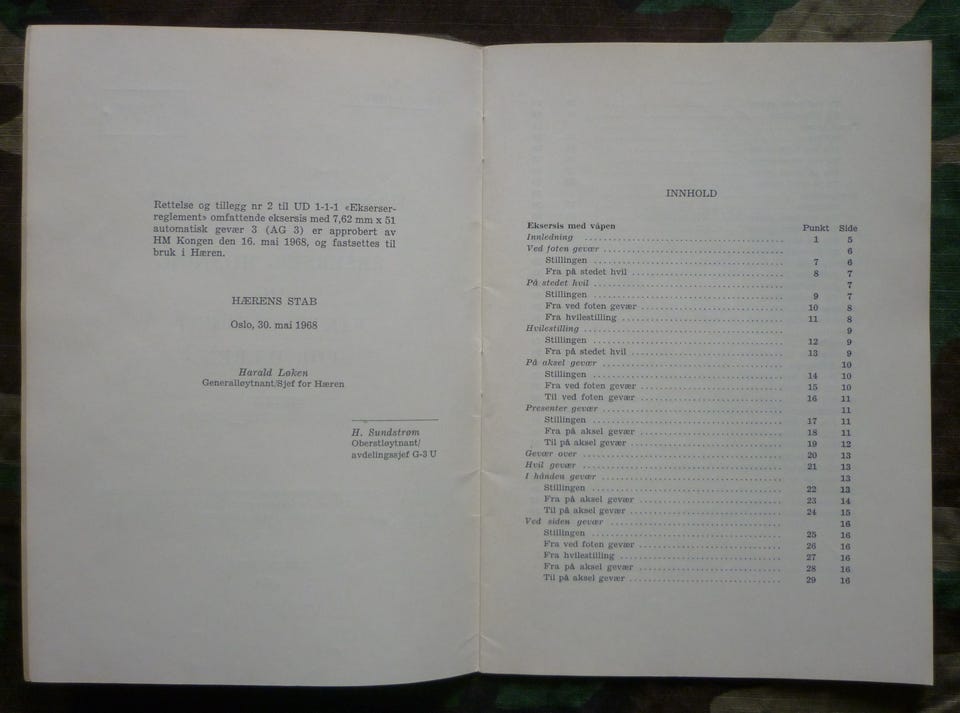 Rettelse og tillegg nr 2 til UD 1-1-1 «Ekserser-
reglement» omfattende eksersis med 7,62 mm x 51
automatisk gevær 3 (AG 3) er approbert av
HM Kongen den 16. mai 1968, og fastsettes til
bruk i Hæren.
HÆRENS STAB
Oslo, 30. mai 1968
Harald Løken
Generalløytnant/Sjef for Hæren
H. Sundstrøm
Oberstløytnant/
avdelingssjef G-3 U
INNHOLD
Eksersis med våpen Punkt Side
Innledning 1 5
Ved foten gevær 6
Stillingen 7 6
Fra på stedet hvil 8 7
På stedet hvil 7
Stillingen 9 7
Fra ved foten gevær 10 8
Fra hvilestilling 11 8
Hvilestilling 9
Stillingen 12 9
Fra på stedet hvil 13 9
På aksel gevær 10
Stillingen 14 10
Fra ved foten gevær 15 10
Til ved foten gevær 16 11
Presenter gevær 11
Stillingen 17 11
Fra på aksel gevær 18 11
Til på aksel gevær 19 12
Gevær over 20 13
Hvil gevær 21 13
I hånden gevær 13
Stillingen 22 13
Fra på aksel gevær 23 14
Til på aksel gevær 24 15
Ved siden gevær 16
Stillingen 25 16
Fra ved foten gevær 26 16
Fra hvilestilling 27 16
Fra på aksel gevær 28 16
Til på aksel gevær 29 16